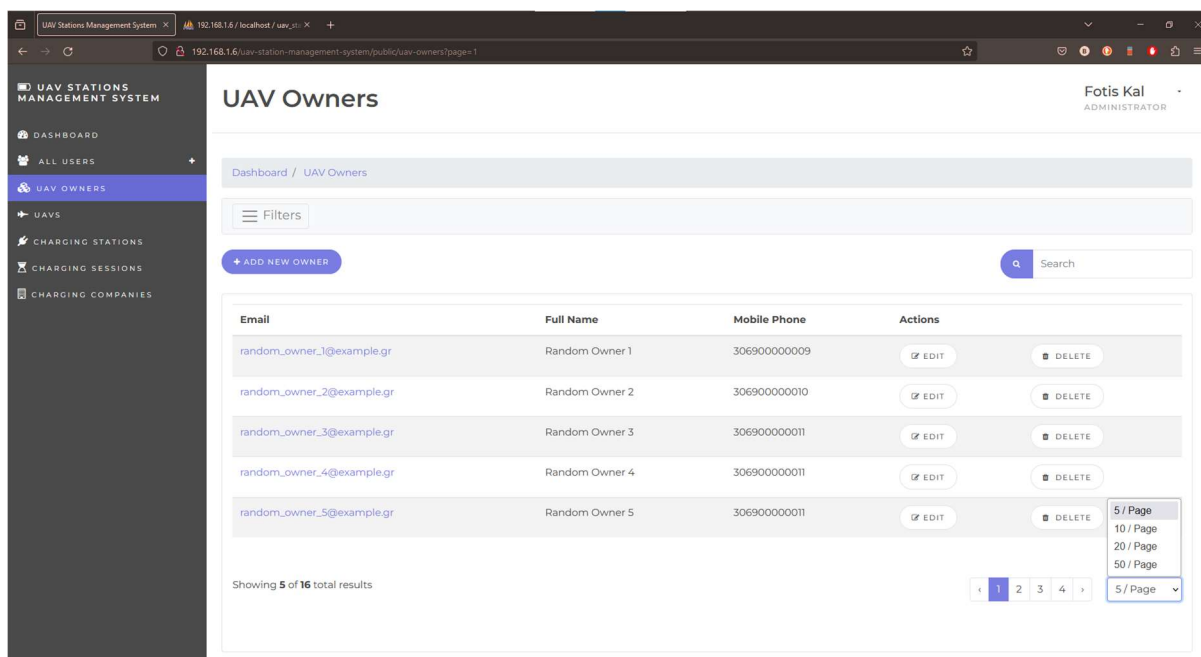 UAV Stations Management System
192.168.1.6 / localhost / uav_st
192.168.1.6/uav-station-management-system/public/uav-owners?page=1
UAV STATIONS
MANAGEMENT SYSTEM
DASHBOARD
ALL USERS +
UAV OWNERS
UAVS
CHARGING STATIONS
CHARGING SESSIONS
CHARGING COMPANIES
UAV Owners
Fotis Kal
ADMINISTRATOR
Dashboard / UAV Owners
Filters
+ ADD NEW OWNER
Search
Email Full Name Mobile Phone Actions
random_owner_1@example.gr Random Owner 1 306900000009 EDIT DELETE
random_owner_2@example.gr Random Owner 2 306900000010 EDIT DELETE
random_owner_3@example.gr Random Owner 3 306900000011 EDIT DELETE
random_owner_4@example.gr Random Owner 4 306900000011 EDIT DELETE
random_owner_5@example.gr Random Owner 5 306900000011 EDIT DELETE
5 / Page
10 / Page
20 / Page
50 / Page
Showing 5 of 16 total results
‹ 1 2 3 4 ›
5 / Page